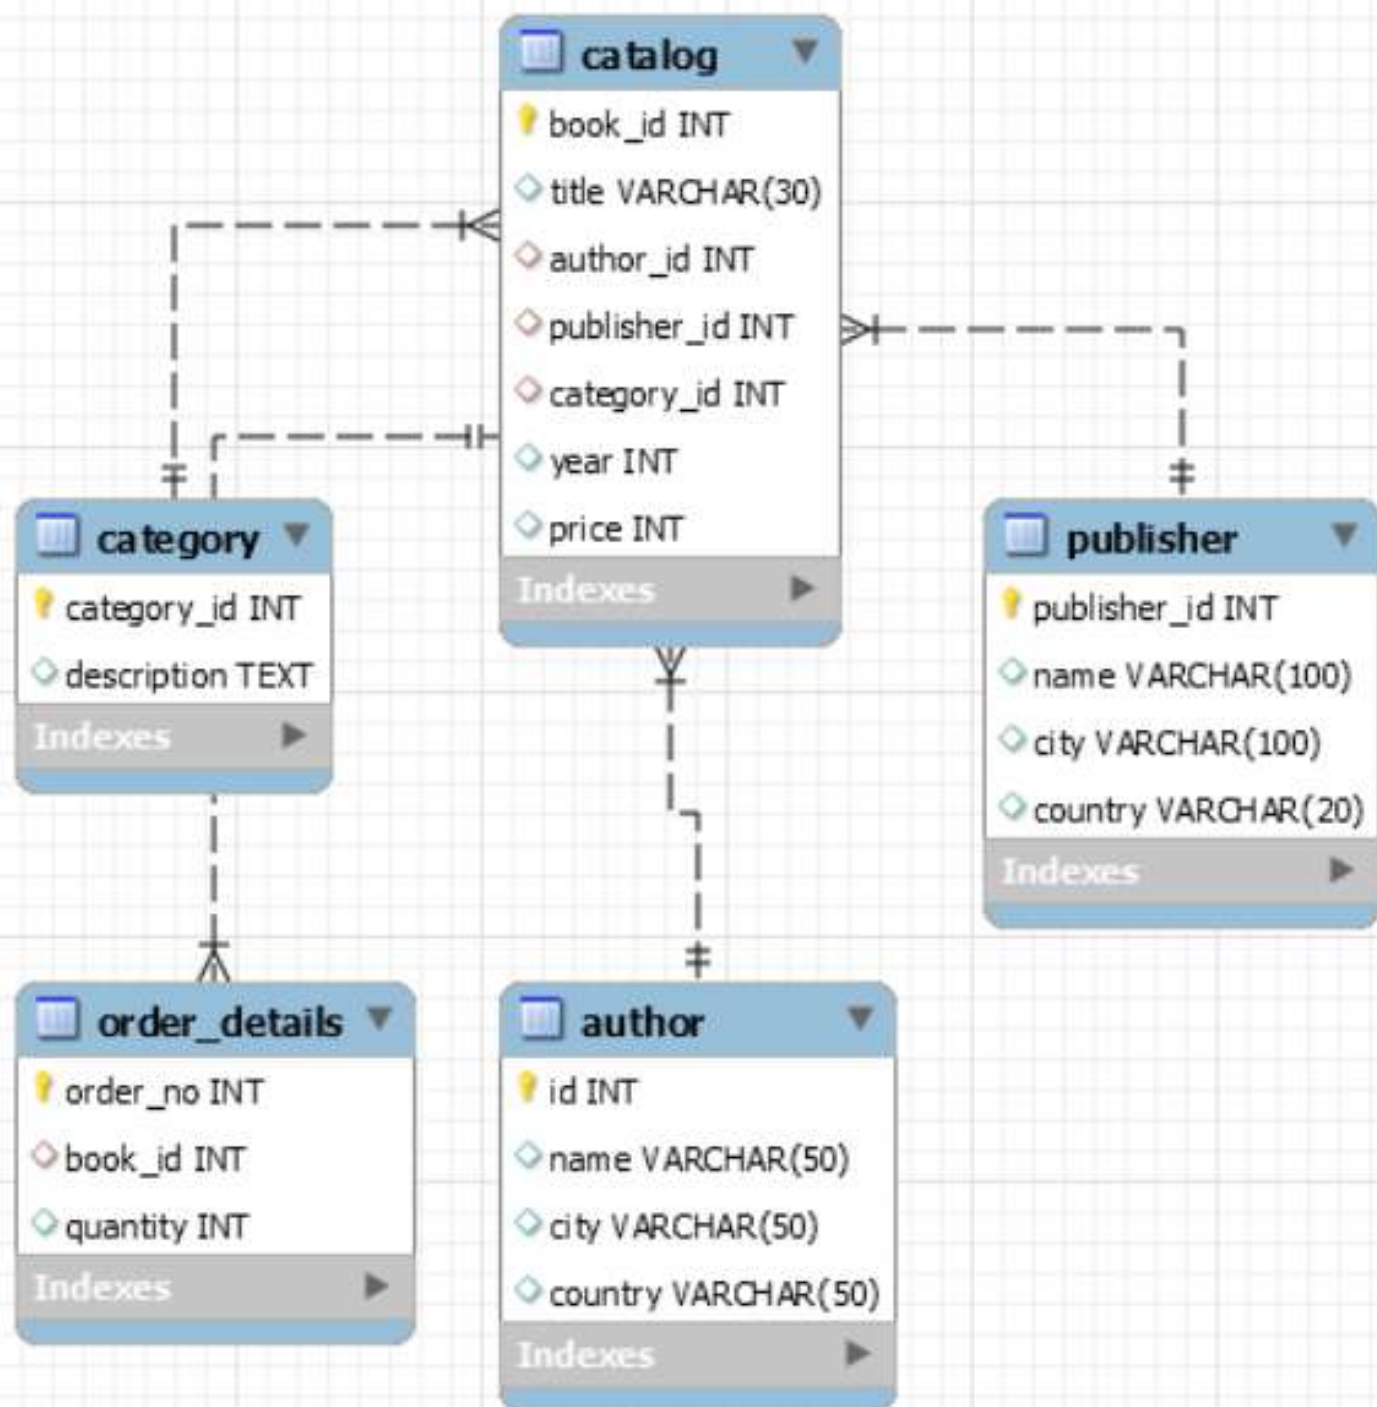 catalog
book_id INT
title VARCHAR(30)
author_id INT
publisher_id INT
category_id INT
year INT
price INT
Indexes
category
category_id INT
description TEXT
Indexes
publisher
publisher_id INT
name VARCHAR(100)
city VARCHAR(100)
country VARCHAR(20)
Indexes
order_details
order_no INT
book_id INT
quantity INT
Indexes
author
id INT
name VARCHAR(50)
city VARCHAR(50)
country VARCHAR(50)
Indexes